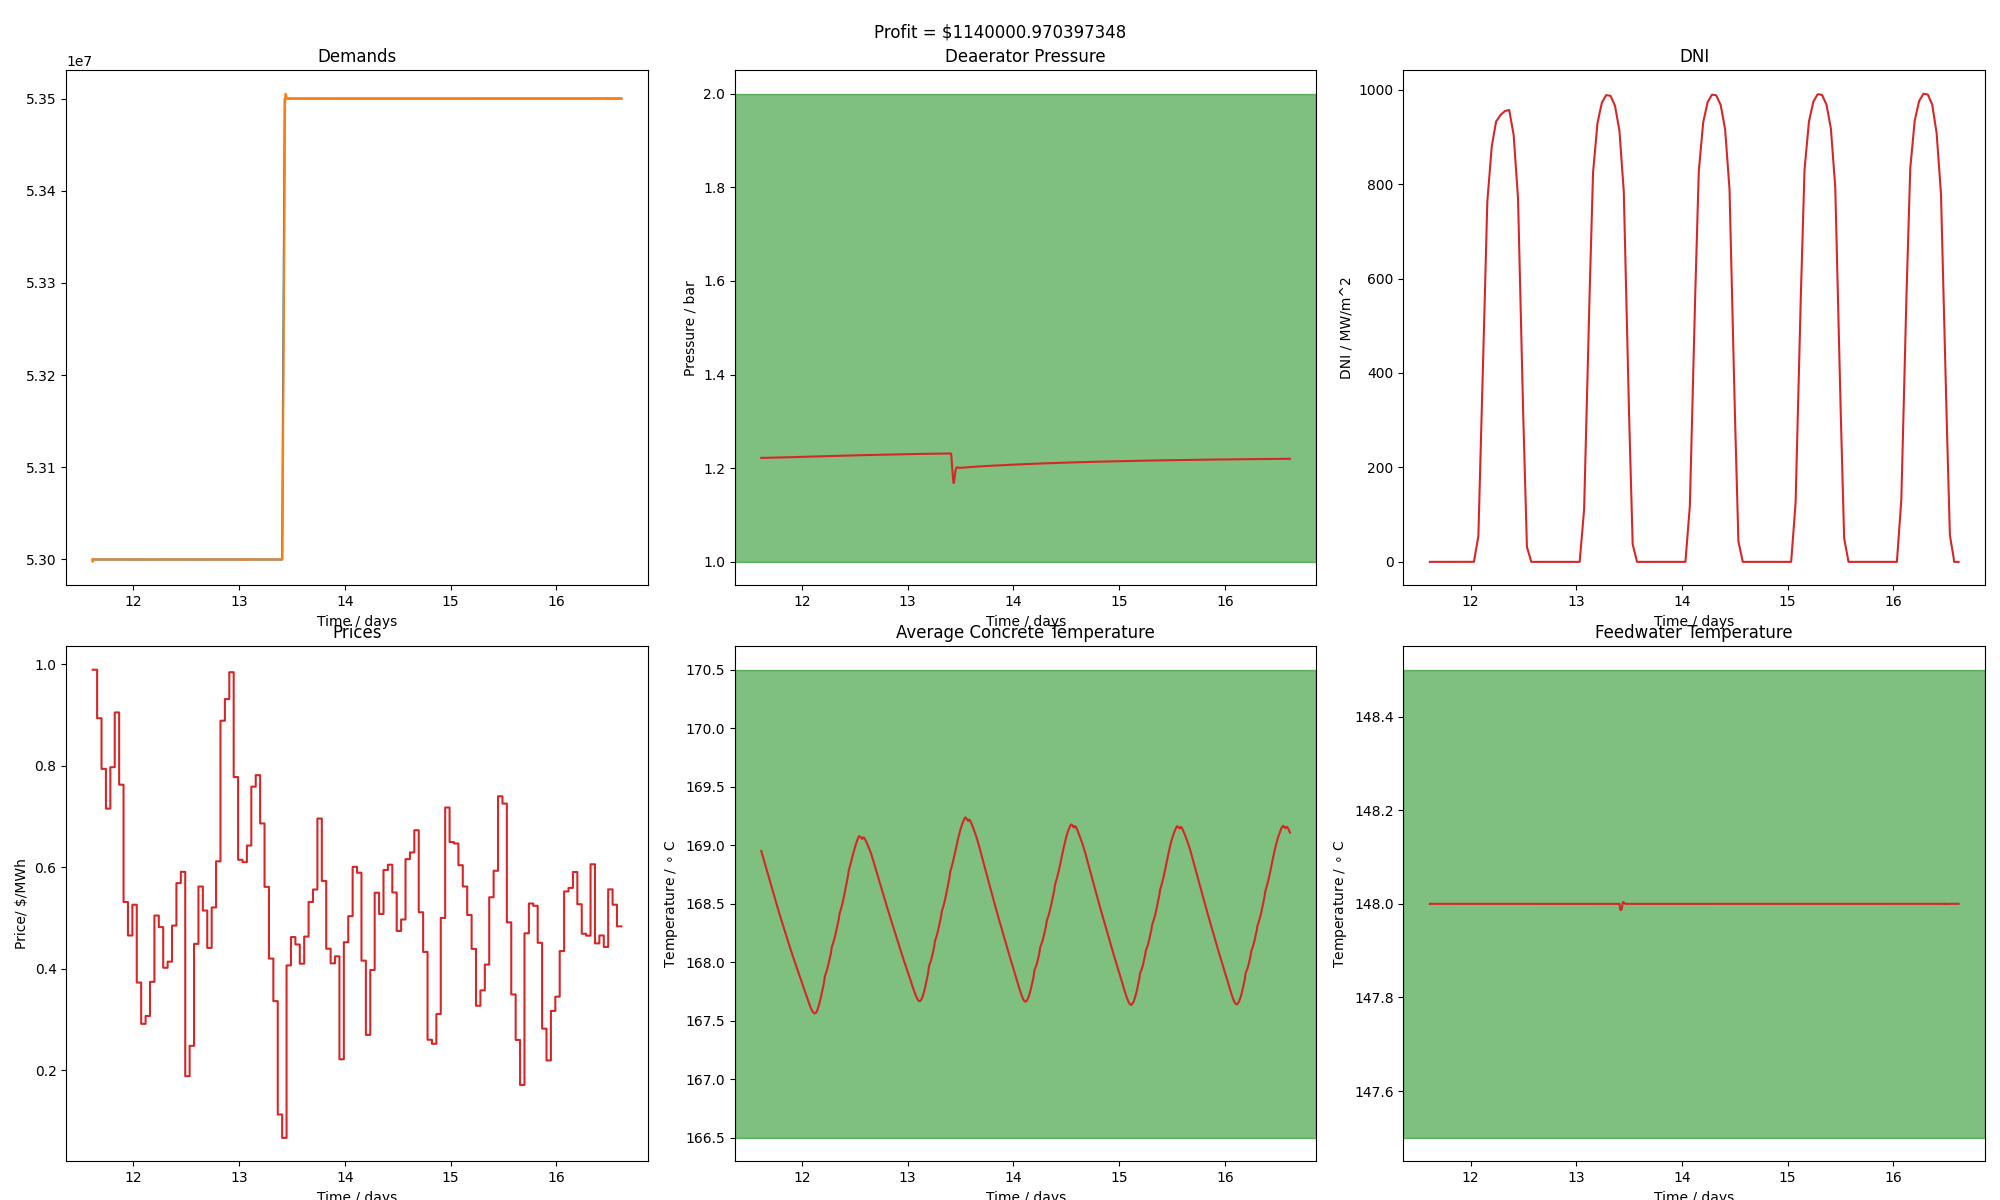 Profit = $1140000.970397348
Demands
1e7
5.35
5.34
5.33
5.32
5.31
5.30
12 13 14 15 16
Time / days
Deaerator Pressure
Pressure / bar
2.0
1.8
1.6
1.4
1.2
1.0
12 13 14 15 16
Time / days
DNI
DNI / MW/m^2
1000
800
600
400
200
0
12 13 14 15 16
Time / days
Prices
Price/ $/MWh
1.0
0.8
0.6
0.4
0.2
12 13 14 15 16
Time / days
Average Concrete Temperature
Temperature / ∘ C
170.5
170.0
169.5
169.0
168.5
168.0
167.5
167.0
166.5
12 13 14 15 16
Time / days
Feedwater Temperature
Temperature / ∘ C
148.4
148.2
148.0
147.8
147.6
12 13 14 15 16
Time / days